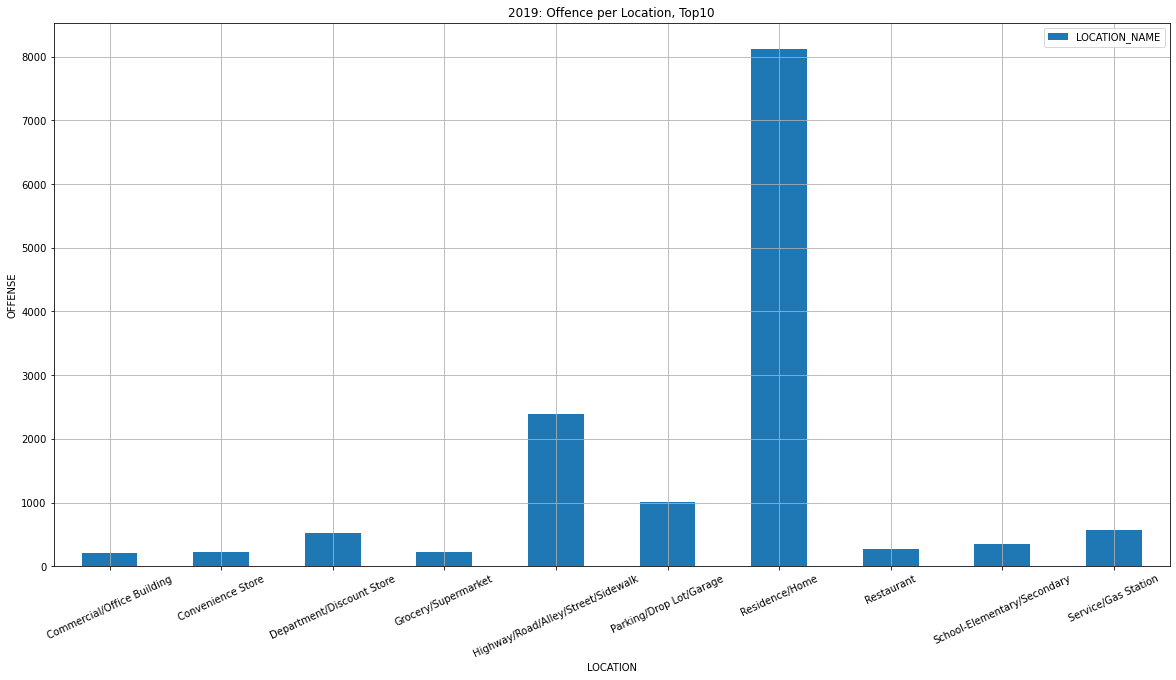 2019: Offence per Location, Top10
LOCATION_NAME
8000
7000
6000
5000
4000
3000
2000
1000
0
OFFENSE
Commercial/Office Building
Convenience Store
Department/Discount Store
Grocery/Supermarket
Highway/Road/Alley/Street/Sidewalk
Parking/Drop Lot/Garage
Residence/Home
Restaurant
School-Elementary/Secondary
Service/Gas Station
LOCATION